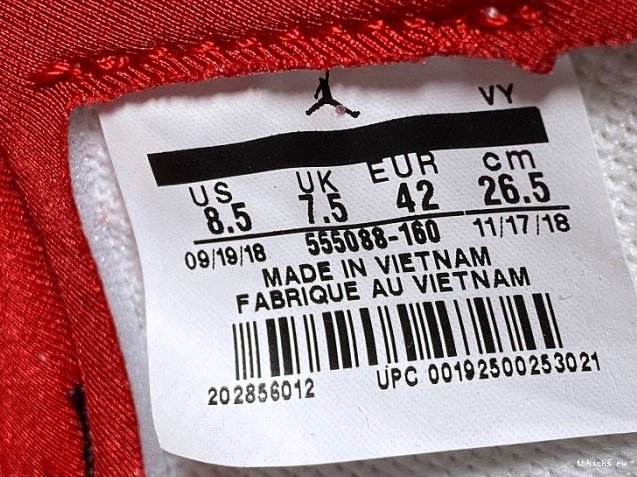 VY
US UK EUR cm
8.5 7.5 42 26.5
09/19/18 555088-160 11/17/18
MADE IN VIETNAM
FABRIQUE AU VIETNAM
202856012 UPC 00192500253021
tbkicks ru